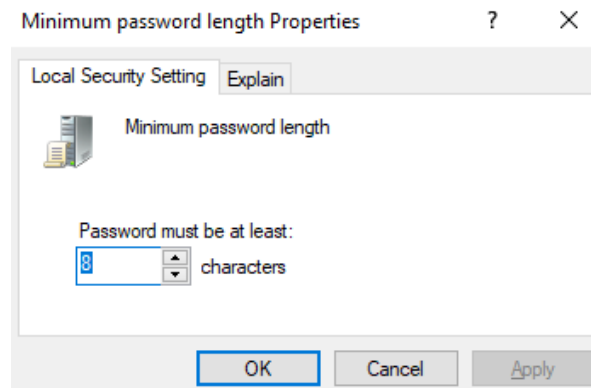 Minimum password length Properties ? ×
Local Security Setting Explain
Minimum password length
Password must be at least:
8 characters
OK Cancel Apply